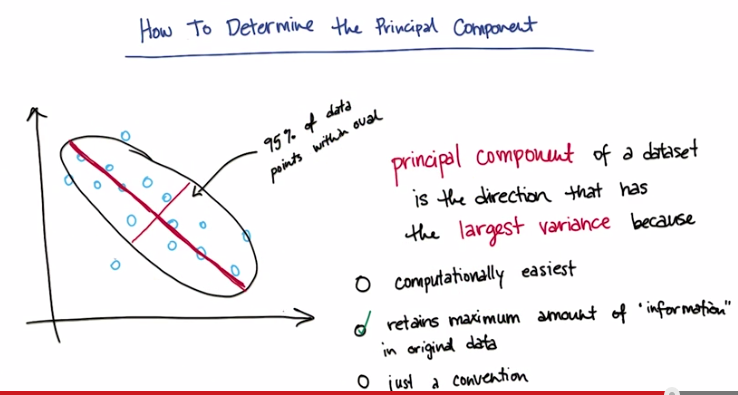 How To Determine the Principal Component
95% of data
points within oval
principal component of a dataset
is the direction that has
the largest variance because
computationally easiest
retains maximum amount of "information"
in original data
just a convention